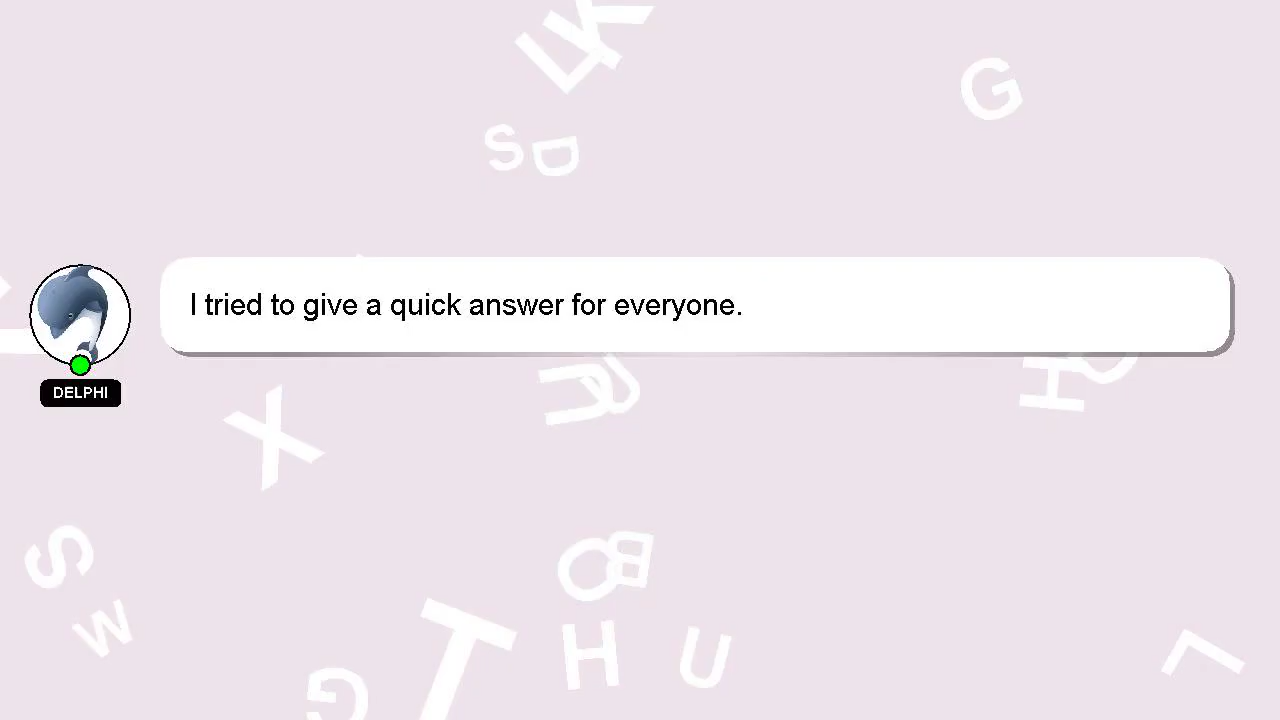 I tried to give a quick answer for everyone.
DELPHI
L K
G
S D
U U H
X
S
C B
W
T H U L
G